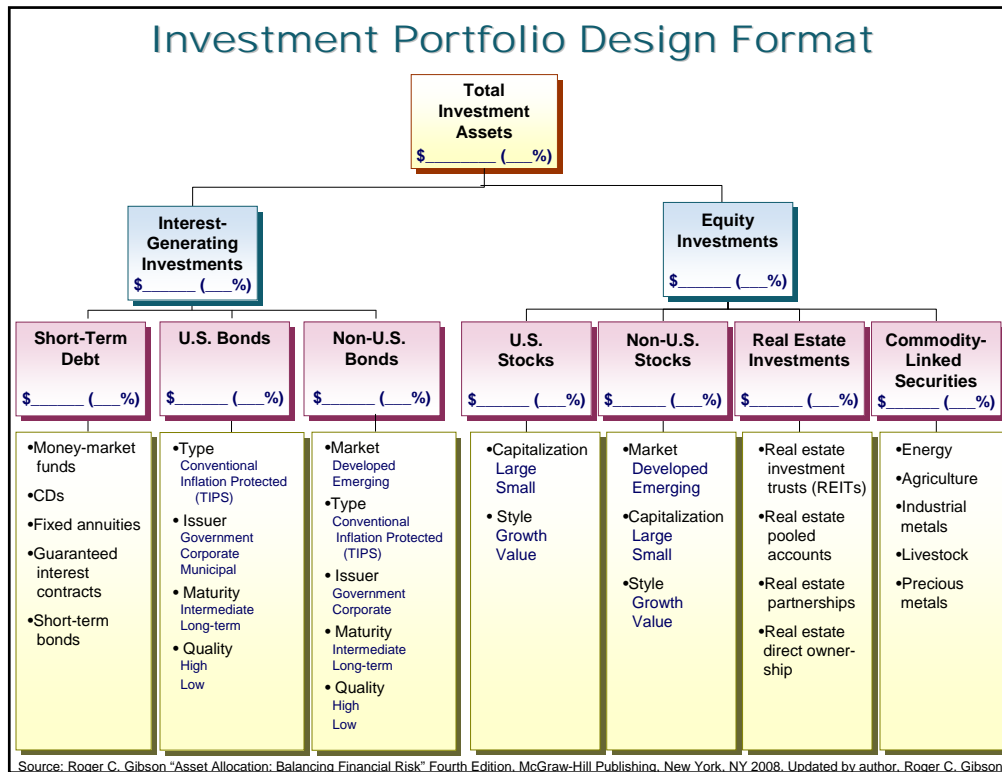 Investment Portfolio Design Format
Total
Investment
Assets
$________ (___%)
Interest-
Generating
Investments
$______ (___%)
Equity
Investments
$______ (___%)
Short-Term
Debt
$______ (___%)
U.S. Bonds
$______ (___%)
Non-U.S.
Bonds
$______ (___%)
U.S.
Stocks
$______ (___%)
Non-U.S.
Stocks
$______ (___%)
Real Estate
Investments
$______ (___%)
Commodity-
Linked
Securities
$______ (___%)
•Money-market
funds
•CDs
•Fixed annuities
•Guaranteed
interest
contracts
•Short-term
bonds
•Type
Conventional
Inflation Protected
(TIPS)
• Issuer
Government
Corporate
Municipal
• Maturity
Intermediate
Long-term
• Quality
High
Low
•Market
Developed
Emerging
•Type
Conventional
Inflation Protected
(TIPS)
• Issuer
Government
Corporate
• Maturity
Intermediate
Long-term
• Quality
High
Low
•Capitalization
Large
Small
• Style
Growth
Value
•Market
Developed
Emerging
•Capitalization
Large
Small
•Style
Growth
Value
•Real estate
investment
trusts (REITs)
•Real estate
pooled
accounts
•Real estate
partnerships
•Real estate
direct owner-
ship
•Energy
•Agriculture
•Industrial
metals
•Livestock
•Precious
metals
Source: Roger C. Gibson "Asset Allocation: Balancing Financial Risk" Fourth Edition, McGraw-Hill Publishing, New York, NY 2008. Updated by author, Roger C. Gibson